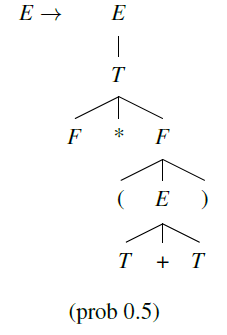 E → E
T
F * F
( E )
T + T
(prob 0.5)